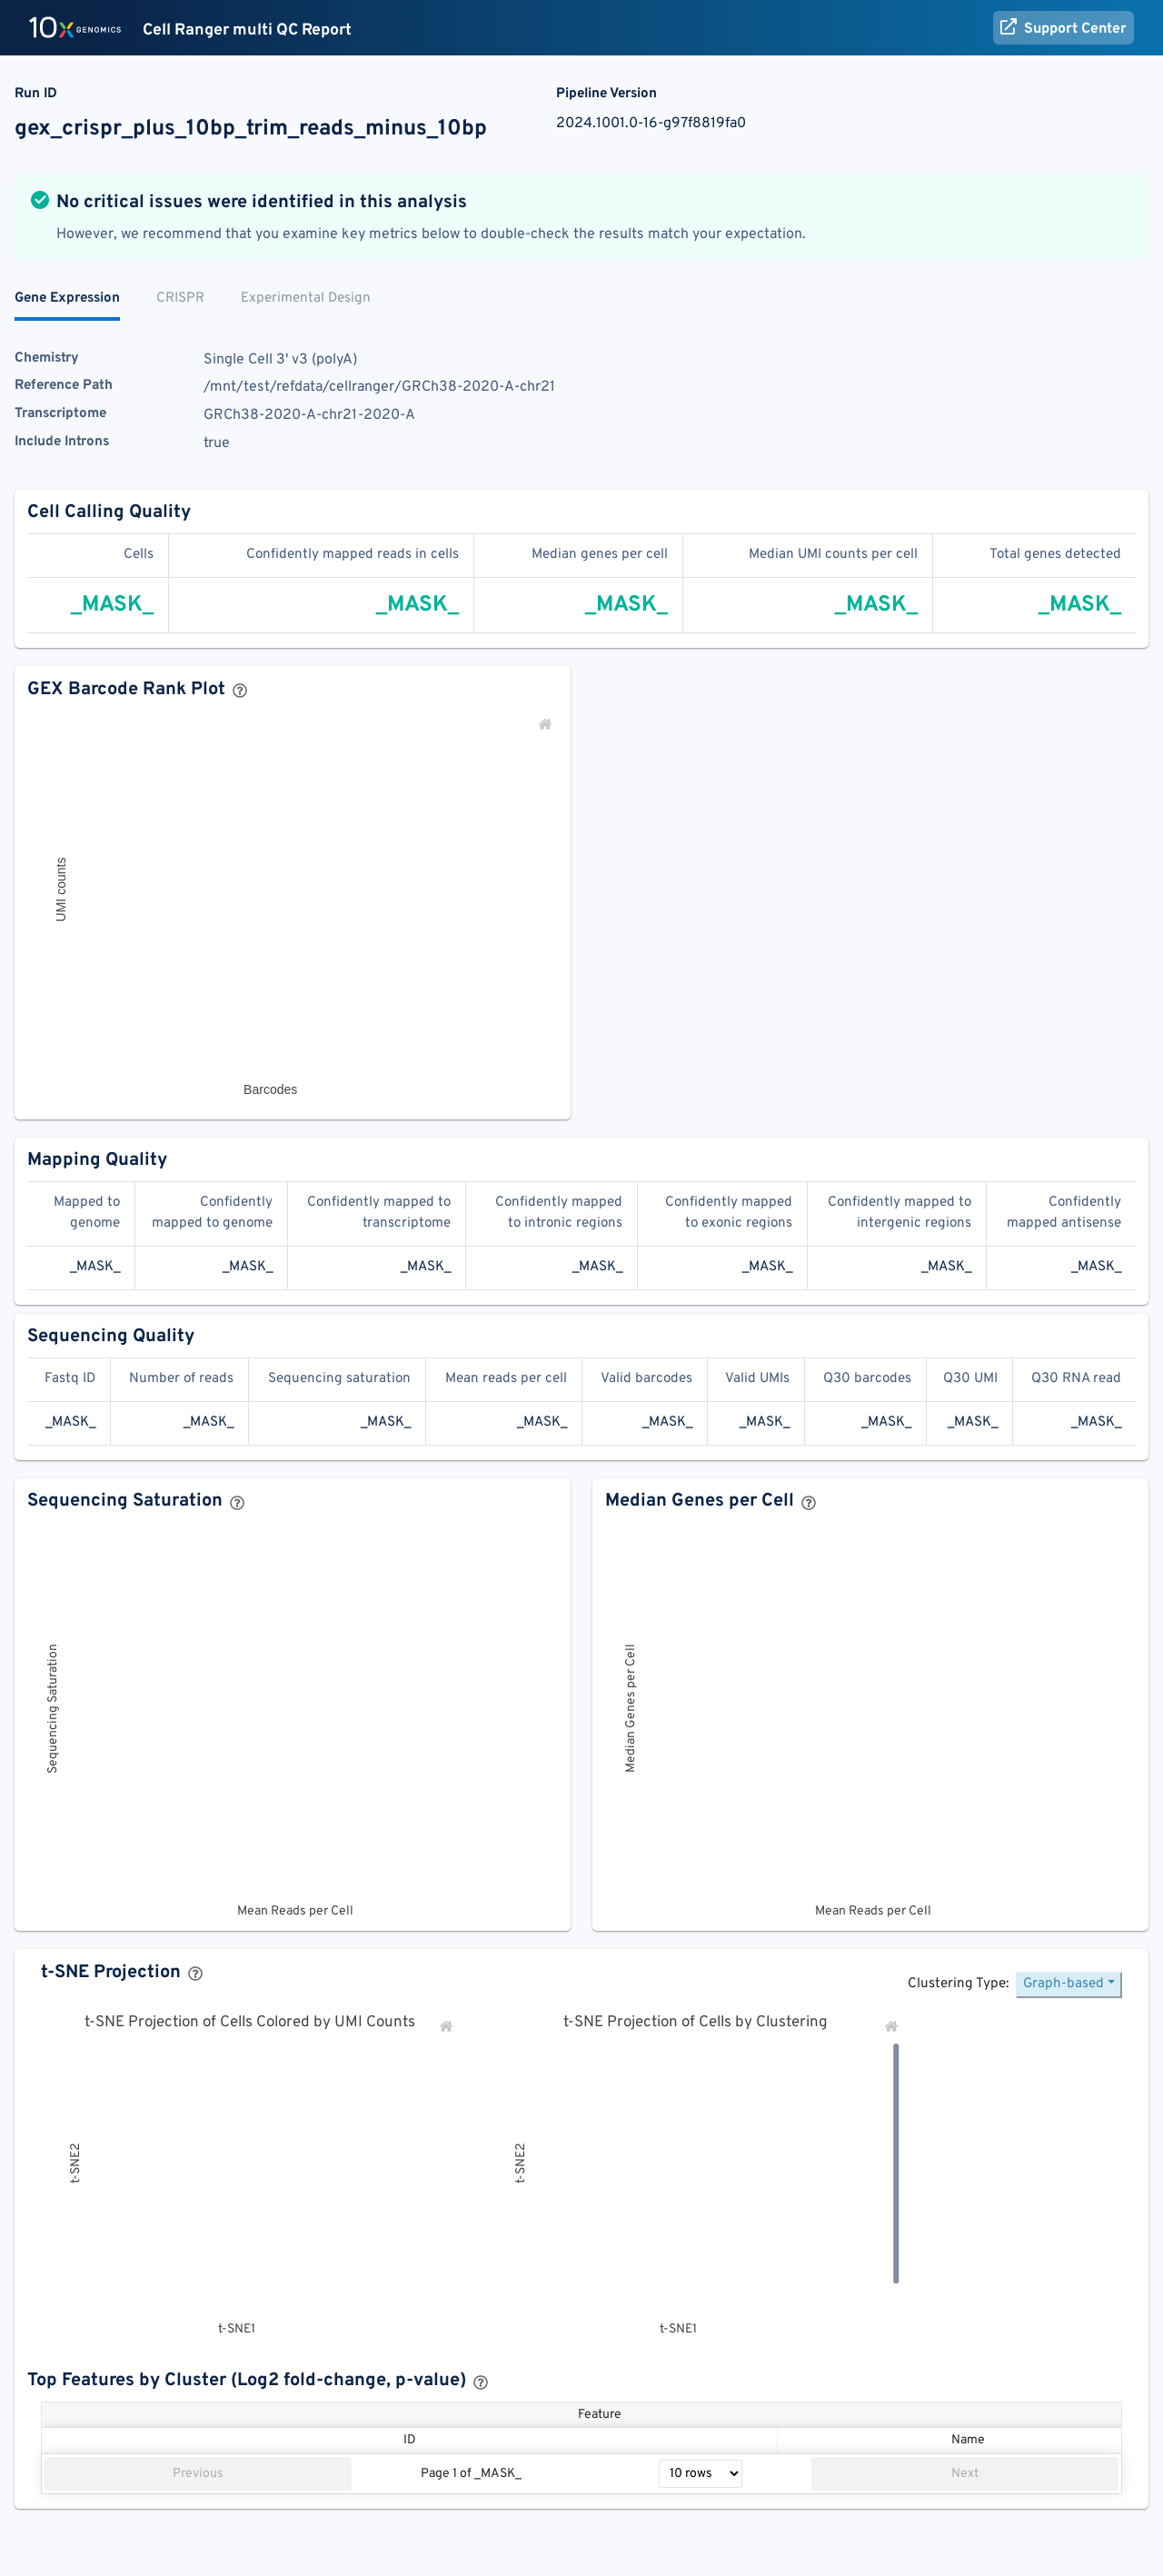 10x GENOMICS Cell Ranger multi QC Report Support Center
Run ID Pipeline Version
gex_crispr_plus_10bp_trim_reads_minus_10bp 2024.1001.0-16-g97f8819fa0
No critical issues were identified in this analysis
However, we recommend that you examine key metrics below to double-check the results match your expectation.
Gene Expression CRISPR Experimental Design
Chemistry Single Cell 3' v3 (polyA)
Reference Path /mnt/test/refdata/cellranger/GRCh38-2020-A-chr21
Transcriptome GRCh38-2020-A-chr21-2020-A
Include Introns true
Cell Calling Quality
Cells Confidently mapped reads in cells Median genes per cell Median UMI counts per cell Total genes detected
_MASK_ _MASK_ _MASK_ _MASK_ _MASK_
GEX Barcode Rank Plot ?
UMI counts
Barcodes
Mapping Quality
Mapped to Confidently Confidently mapped to Confidently mapped Confidently mapped Confidently mapped to Confidently
genome mapped to genome transcriptome to intronic regions to exonic regions intergenic regions mapped antisense
_MASK_ _MASK_ _MASK_ _MASK_ _MASK_ _MASK_ _MASK_
Sequencing Quality
Fastq ID Number of reads Sequencing saturation Mean reads per cell Valid barcodes Valid UMIs Q30 barcodes Q30 UMI Q30 RNA read
_MASK_ _MASK_ _MASK_ _MASK_ _MASK_ _MASK_ _MASK_ _MASK_ _MASK_
Sequencing Saturation ?
Sequencing Saturation
Mean Reads per Cell
Median Genes per Cell ?
Median Genes per Cell
Mean Reads per Cell
t-SNE Projection ?
Clustering Type: Graph-based
t-SNE Projection of Cells Colored by UMI Counts
t-SNE2
t-SNE1
t-SNE Projection of Cells by Clustering
t-SNE2
t-SNE1
Top Features by Cluster (Log2 fold-change, p-value) ?
Feature
ID Name
Previous Page 1 of _MASK_ 10 rows Next